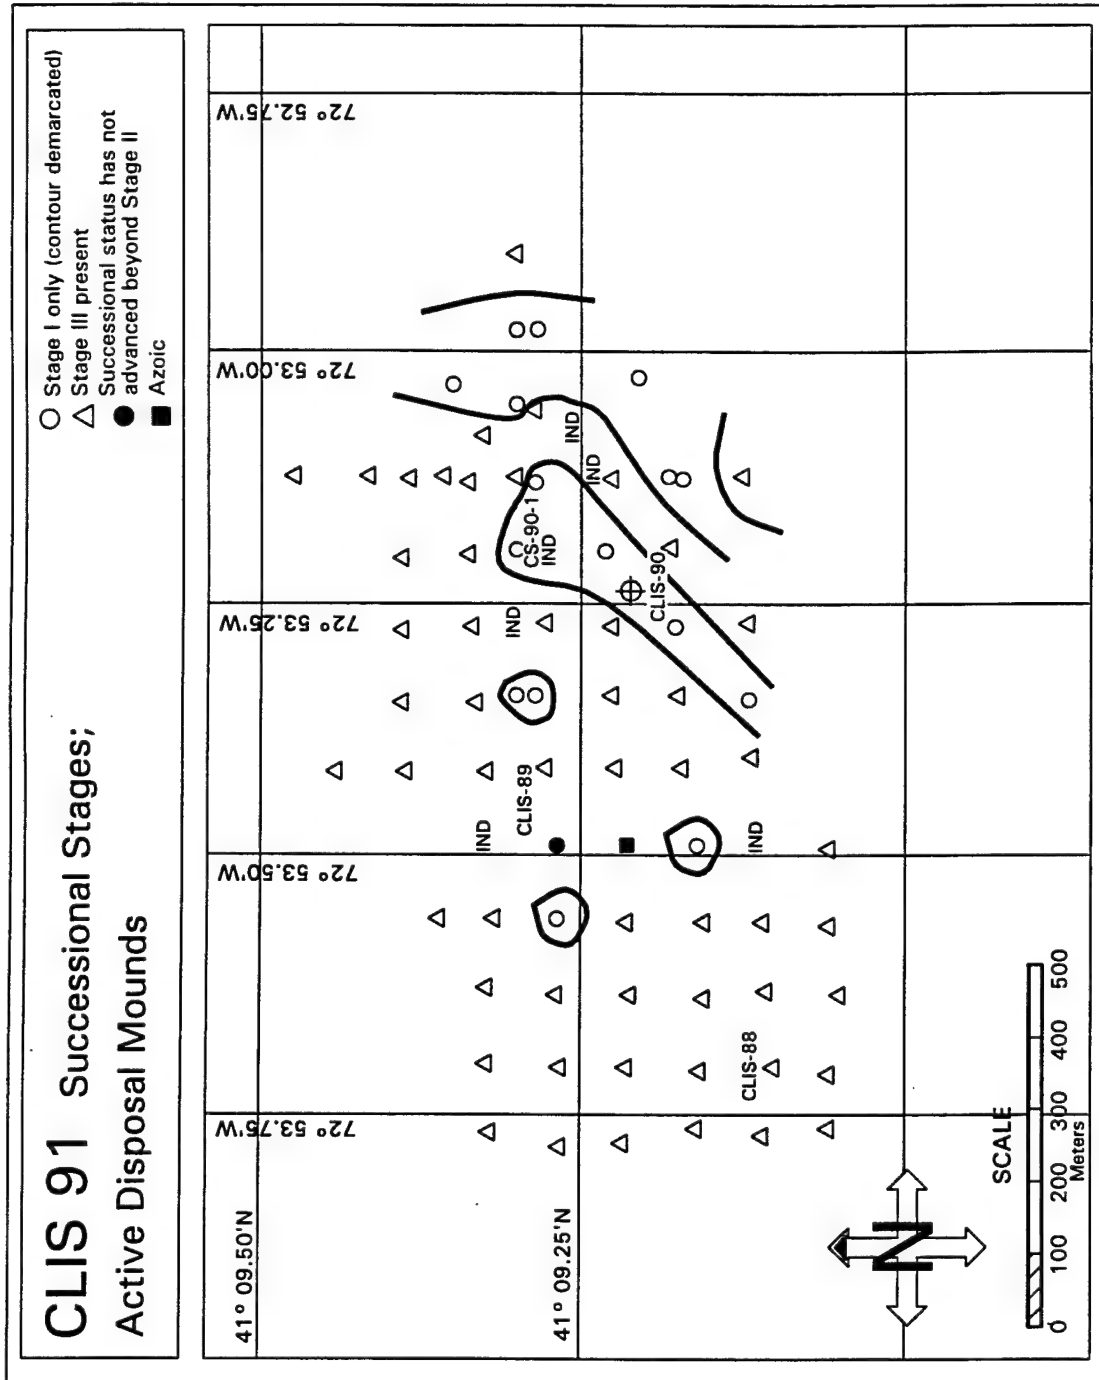 CLIS 91 Successional Stages;
Active Disposal Mounds
Stage I only (contour demarcated)
Stage III present
Successional status has not
advanced beyond Stage II
Azoic
41° 09.50'N
41° 09.25'N
72° 53.75'W
72° 53.50'W
72° 53.25'W
72° 53.00'W
72° 52.75'W
IND
CLIS-89
IND
CS-90-1
IND
IND
IND
CLIS-90
IND
CLIS-88
N
SCALE
0 100 200 300 400 500
Meters